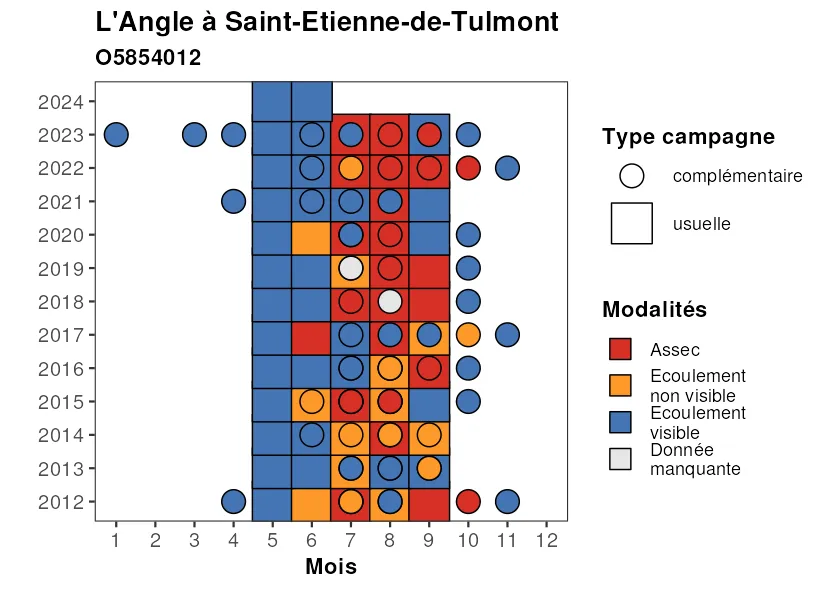 L'Angle à Saint-Etienne-de-Tulmont
O5854012
2024
2023
2022
2021
2020
2019
2018
2017
2016
2015
2014
2013
2012
1 2 3 4 5 6 7 8 9 10 11 12
Mois
Type campagne
complémentaire
usuelle
Modalités
Assec
Ecoulement
non visible
Ecoulement
visible
Donnée
manquante